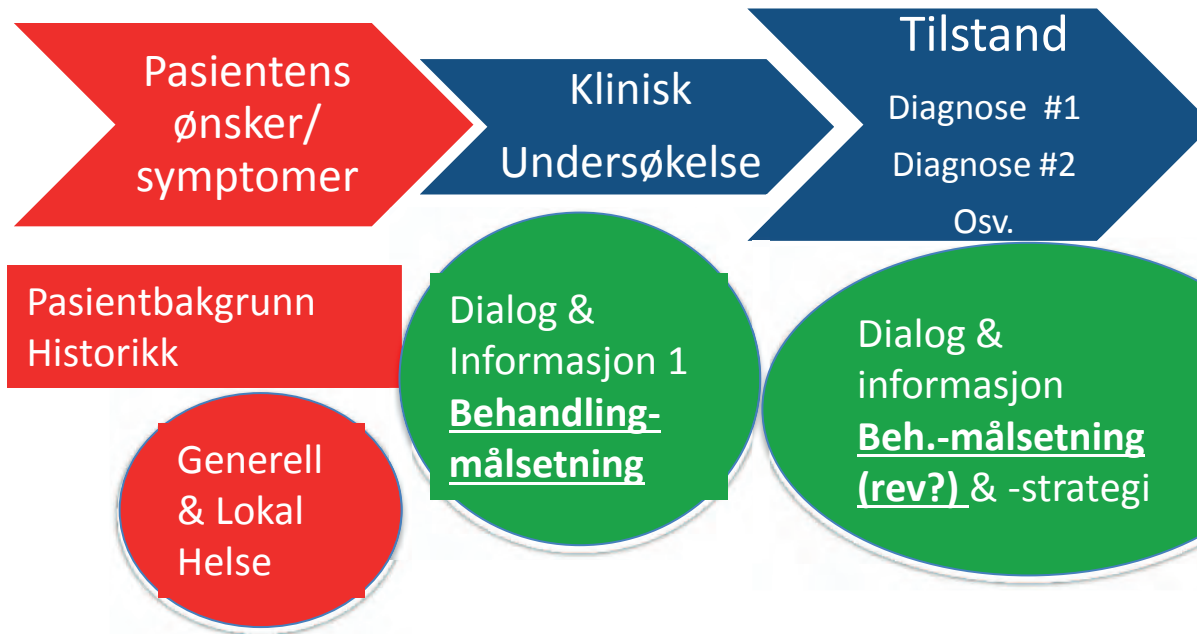 Pasientens
ønsker/
symptomer
Klinisk
Undersøkelse
Tilstand
Diagnose #1
Diagnose #2
Osv.
Pasientbakgrunn
Historikk
Generell
& Lokal
Helse
Dialog &
Informasjon 1
Behandling-
målsetning
Dialog &
informasjon
Beh.-målsetning
(rev?) & -strategi